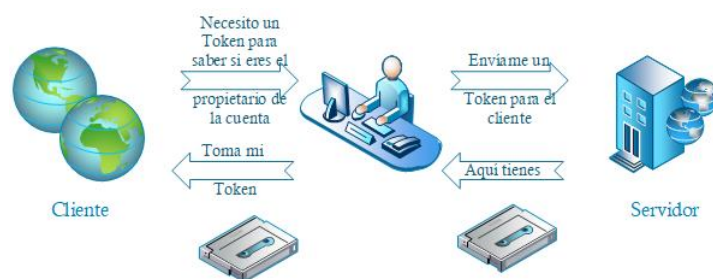 Necesito un
Token para
saber si eres el
propietario de
la cuenta
Envíame un
Token para el
cliente
Toma mi
Token
Aquí tienes
Cliente
Servidor